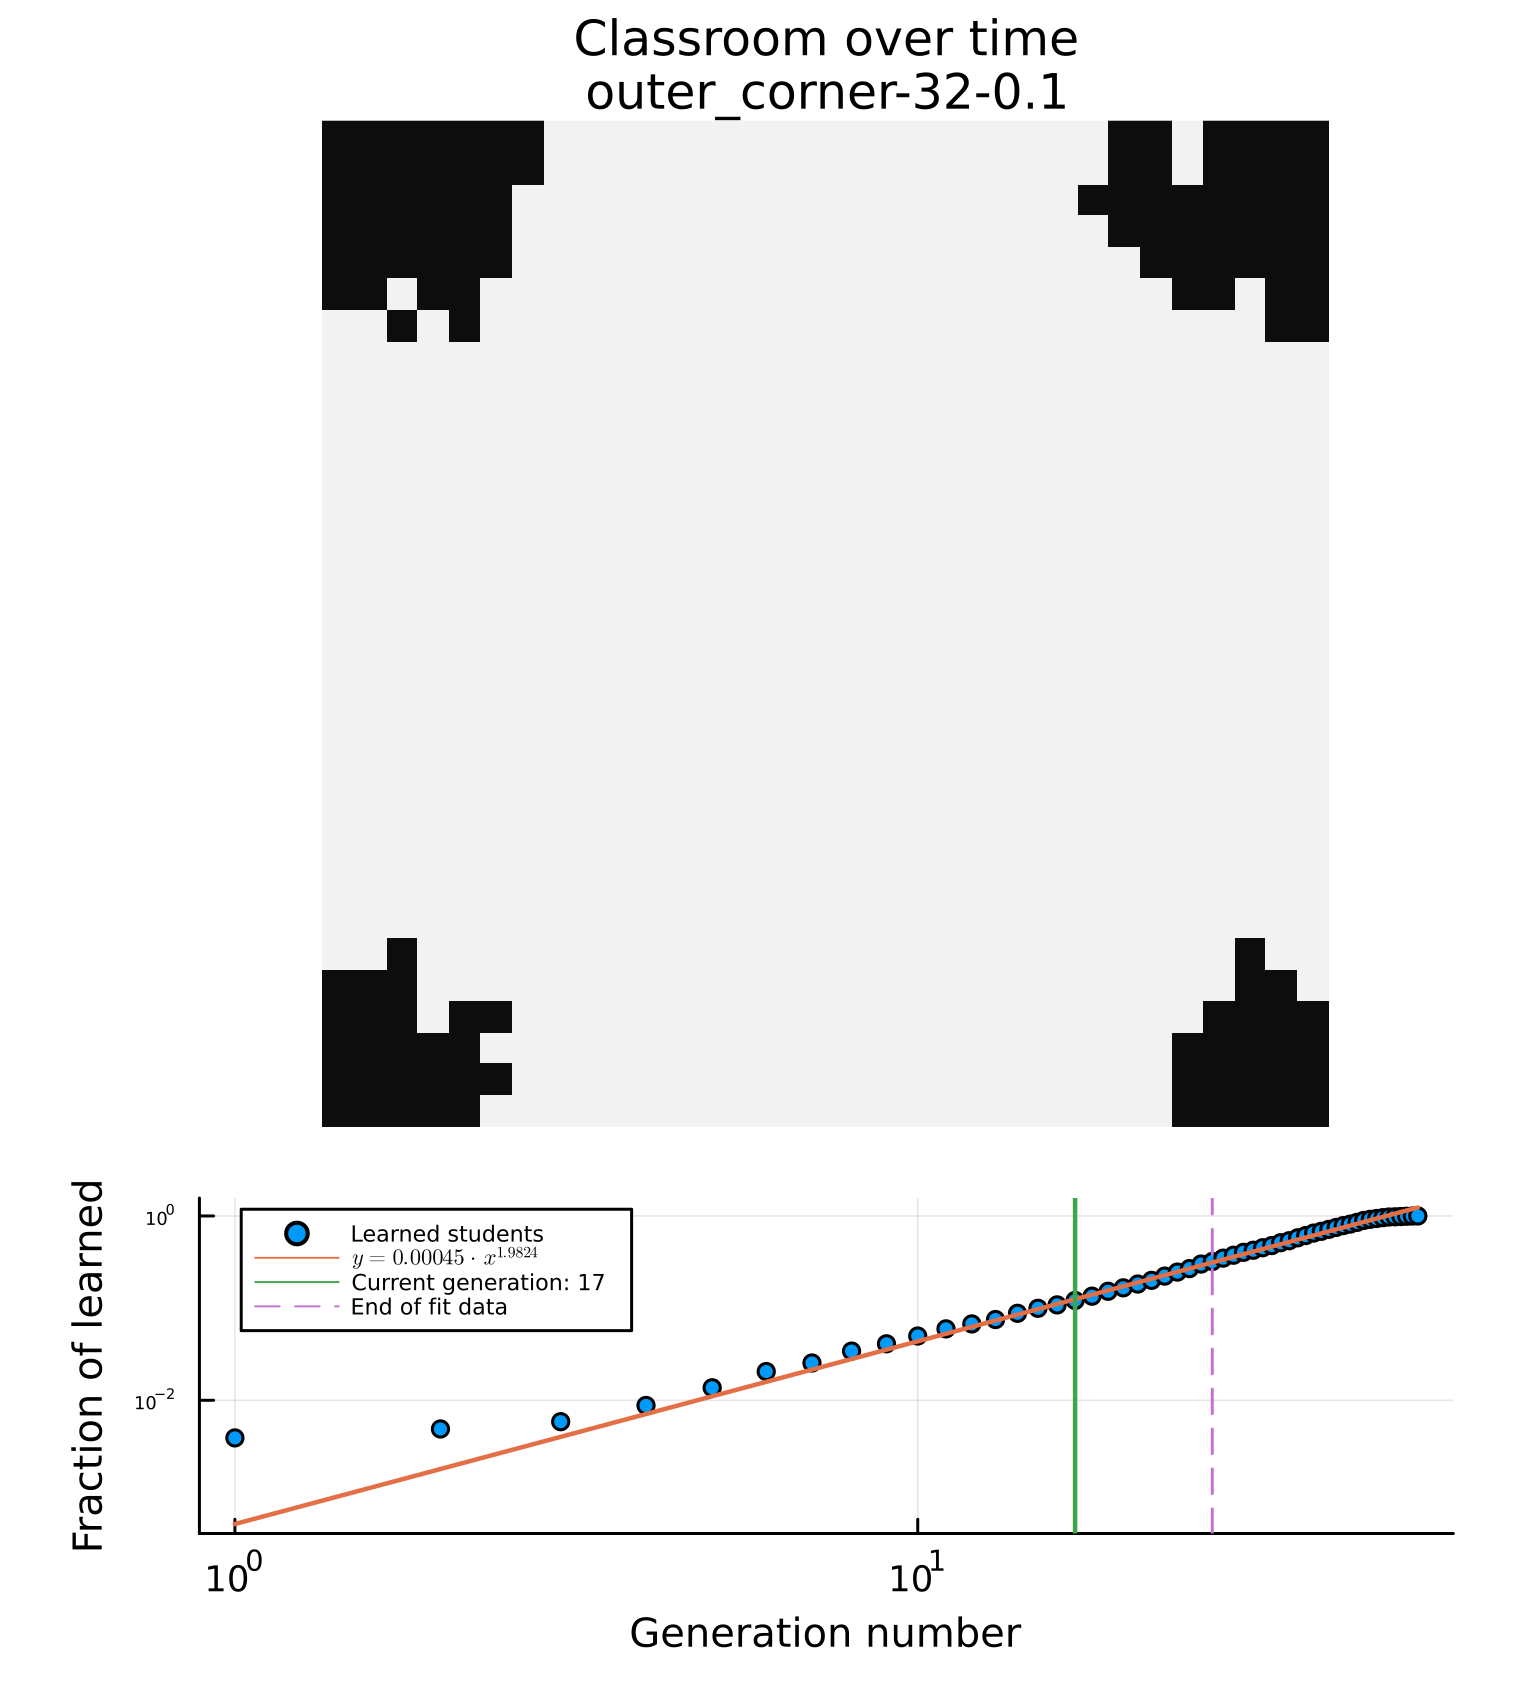 Classroom over time
outer_corner-32-0.1
Fraction of learned
10^0
10^-2
Learned students
y = 0.00045 · x^1.9824
Current generation: 17
End of fit data
10^0
10^1
Generation number